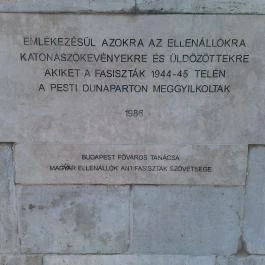 EMLÉKEZÉSÜL AZOKRA AZ ELLENÁLLÓKRA
KATONASZÖKEVÉNYEKRE ÉS ÜLDÖZÖTTEKRE
AKIKET A FASISZTÁK 1944-45 TELÉN
A PESTI DUNAPARTON MEGGYILKOLTAK
1986
BUDAPEST FŐVÁROS TANÁCSA
MAGYAR ELLENÁLLÓK ANTIFASISZTÁK SZÖVETSÉGE